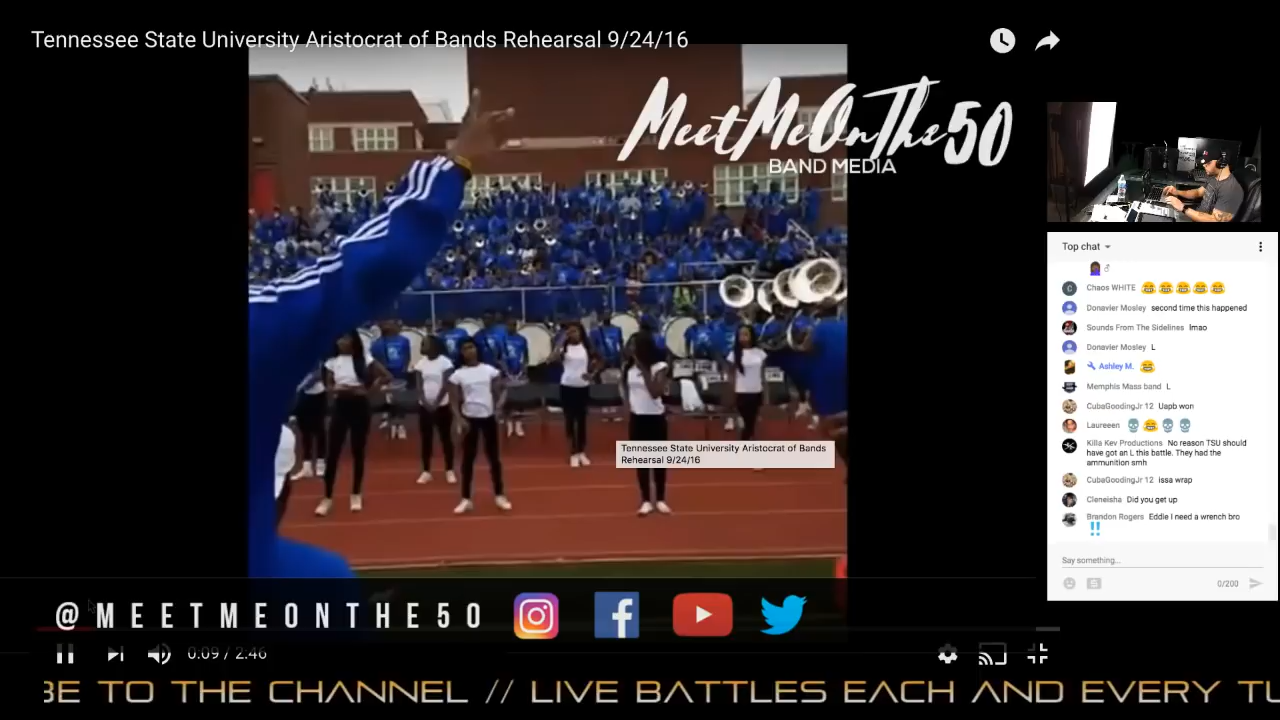 Tennessee State University Aristocrat of Bands Rehearsal 9/24/16
MeetMeOnThe50
BAND MEDIA
Top chat
Chaos WHITE 😂😂😂😂😂
Donavier Mosley second time this happened
Sounds From The Sidelines lmao
Donavier Mosley L
Ashley M. 😂
Memphis Mass band L
CubaGoodingJr 12 Uapb won
Laureeen 💀😂💀💀
Killa Kev Productions No reason TSU should
have got an L this battle. They had the
ammunition smh
CubaGoodingJr 12 issa wrap
Cleneisha Did you get up
Brandon Rogers Eddie I need a wrench bro
‼
Say something...
0/200
Tennessee State University Aristocrat of Bands
Rehearsal 9/24/16
@MEETMEONTHE50
0:09 / 2:46
BE TO THE CHANNEL // LIVE BATTLES EACH AND EVERY TU